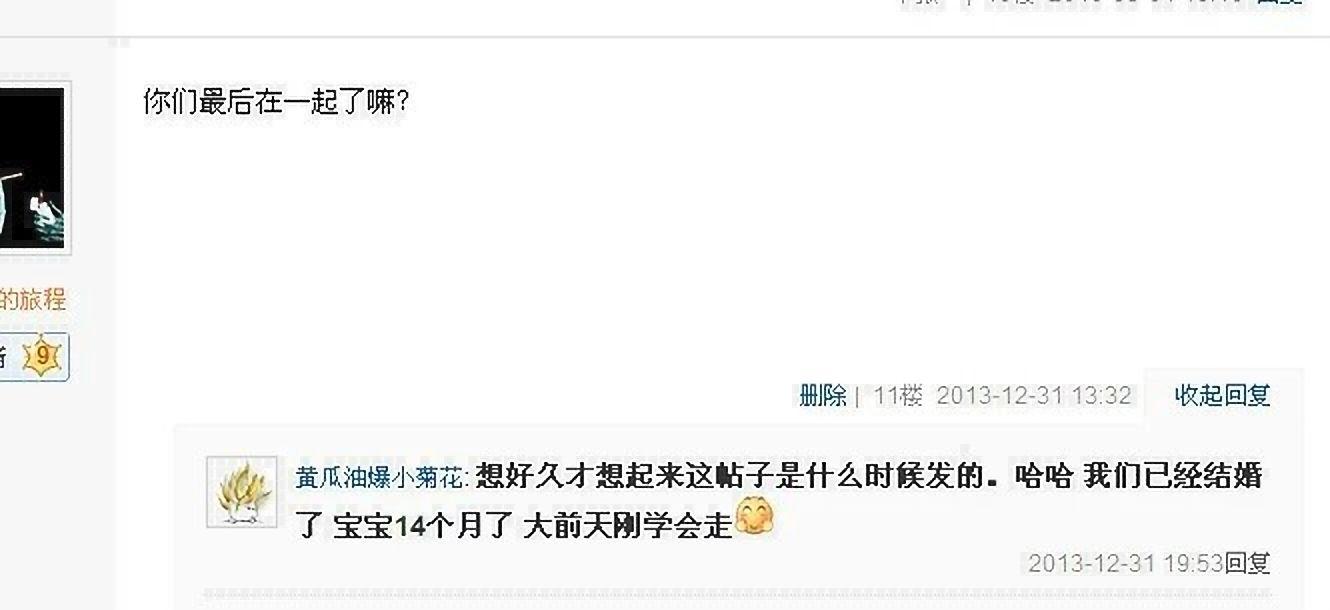 你们最后在一起了嘛?
的旅程
9
删除 | 11楼 2013-12-31 13:32 收起回复
黄瓜油爆小菊花: 想好久才想起来这帖子是什么时候发的。哈哈 我们已经结婚
了 宝宝14个月了 大前天刚学会走
2013-12-31 19:53 回复